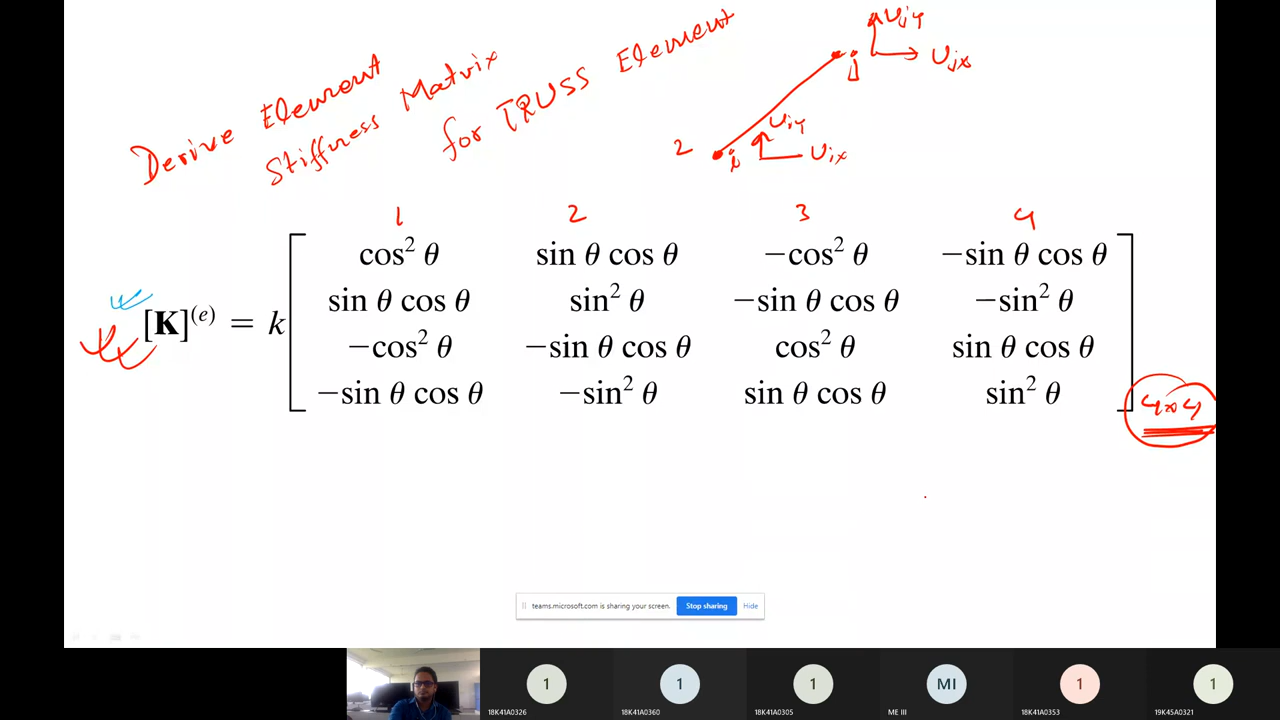 Derive Element
Stiffness Matrix
for TRUSS Element
UjY
Ujx
j
UiY
Uix
2
i
1 2 3 4
[K]^(e) = k
cos² θ sin θ cos θ −cos² θ −sin θ cos θ
sin θ cos θ sin² θ −sin θ cos θ −sin² θ
−cos² θ −sin θ cos θ cos² θ sin θ cos θ
−sin θ cos θ −sin² θ sin θ cos θ sin² θ
4×4
teams.microsoft.com is sharing your screen. Stop sharing Hide
1 1 1 MI 1 1
18K41A0326 18K41A0360 18K41A0305 ME III 18K41A0353 19K45A0321